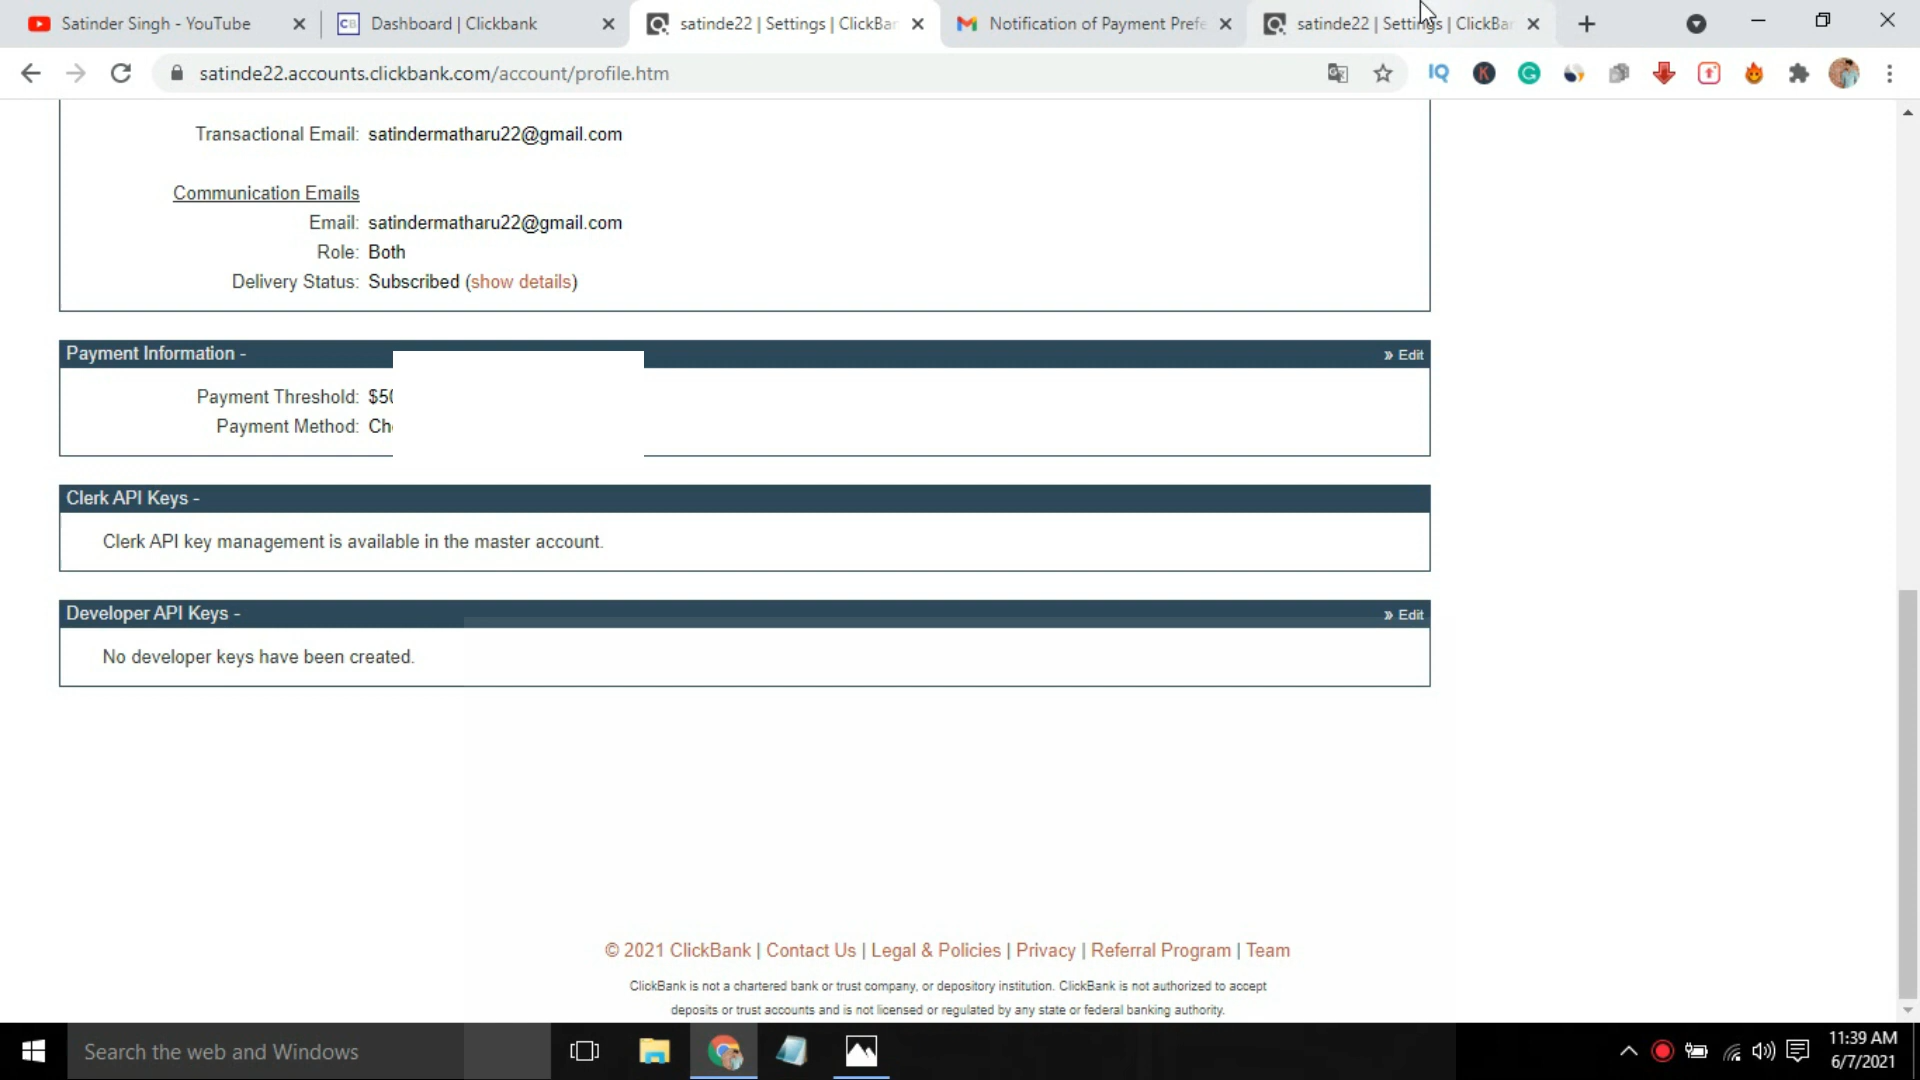 Satinder Singh - YouTube
Dashboard | Clickbank
satinde22 | Settings | ClickBan
Notification of Payment Prefe
satinde22 | Settings | ClickBan
satinde22.accounts.clickbank.com/account/profile.htm
Transactional Email: satindermatharu22@gmail.com
Communication Emails
Email: satindermatharu22@gmail.com
Role: Both
Delivery Status: Subscribed (show details)
Payment Information -
» Edit
Payment Threshold: $50
Payment Method: Che
Clerk API Keys -
Clerk API key management is available in the master account.
Developer API Keys -
» Edit
No developer keys have been created.
© 2021 ClickBank | Contact Us | Legal & Policies | Privacy | Referral Program | Team
ClickBank is not a chartered bank or trust company, or depository institution. ClickBank is not authorized to accept
deposits or trust accounts and is not licensed or regulated by any state or federal banking authority.
Search the web and Windows
11:39 AM
6/7/2021